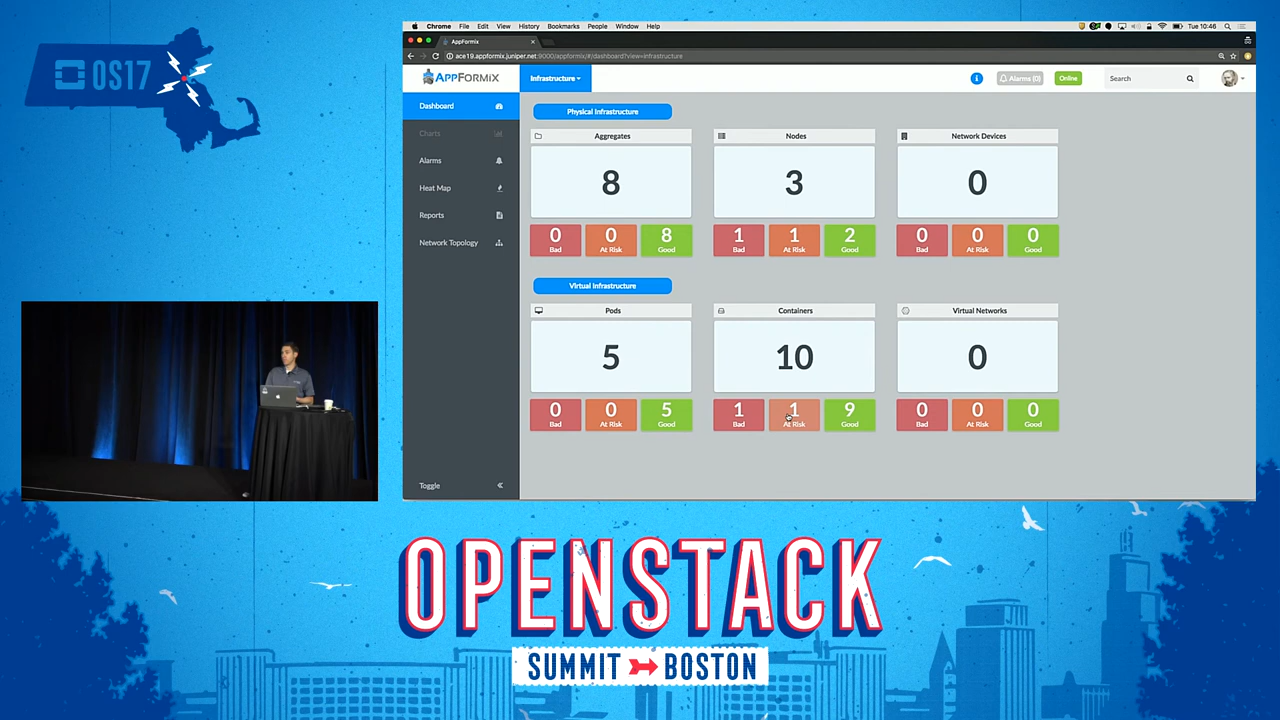 OS17
Chrome File Edit View History Bookmarks People Window Help
Tue 10:46
AppFormix
ace19.appformix.juniper.net:9000/appformix/#/dashboard?view=infrastructure
APPFORMIX
Infrastructure
Alarms (0)
Online
Search
Dashboard
Charts
Alarms
Heat Map
Reports
Network Topology
Toggle
Physical Infrastructure
Aggregates
8
0 Bad
0 At Risk
8 Good
Nodes
3
1 Bad
1 At Risk
2 Good
Network Devices
0
0 Bad
0 At Risk
0 Good
Virtual Infrastructure
Pods
5
0 Bad
0 At Risk
5 Good
Containers
10
1 Bad
1 At Risk
9 Good
Virtual Networks
0
0 Bad
0 At Risk
0 Good
OPENSTACK
SUMMIT BOSTON